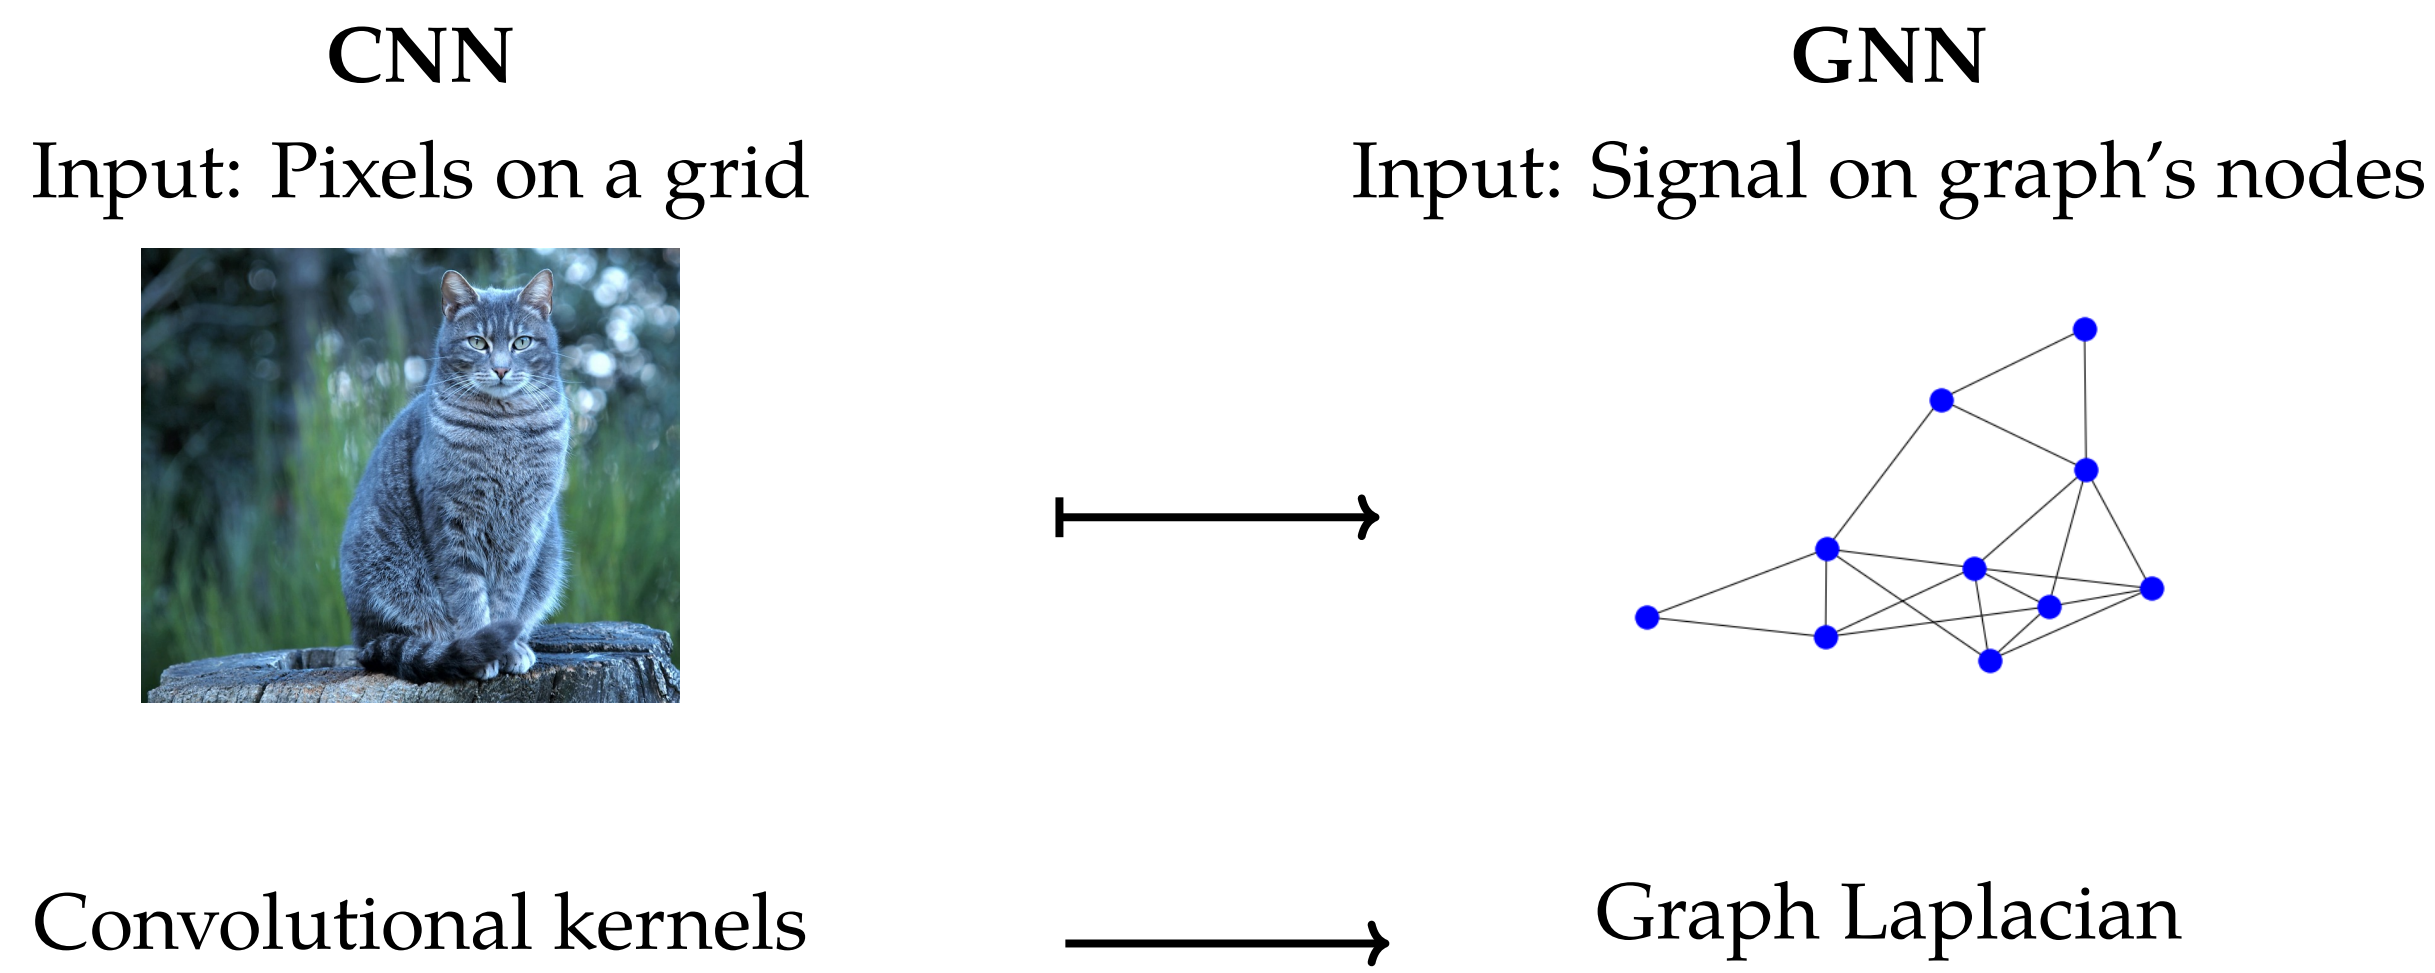 CNN
GNN
Input: Pixels on a grid
Input: Signal on graph’s nodes
Convolutional kernels
Graph Laplacian